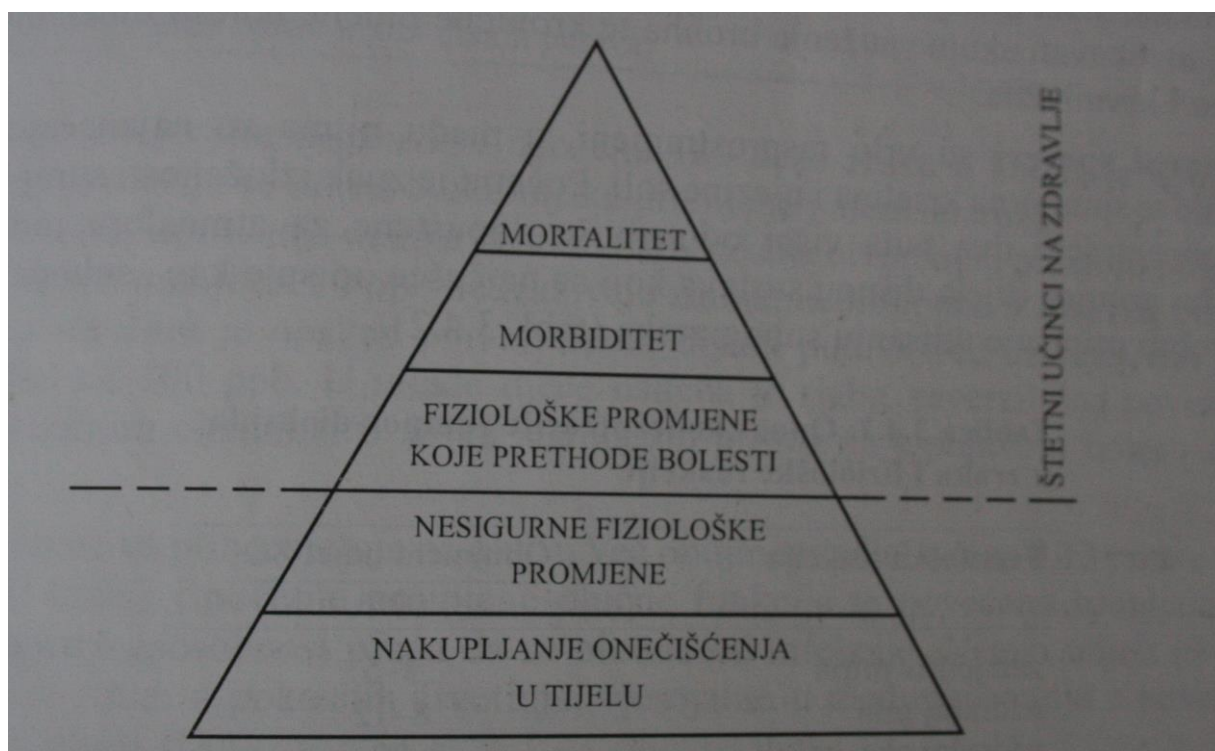 MORTALITET
MORBIDITET
FIZIOLOŠKE PROMJENE
KOJE PRETHODE BOLESTI
NESIGURNE FIZIOLOŠKE
PROMJENE
NAKUPLJANJE ONEČIŠĆENJA
U TIJELU
ŠTETNI UČINCI NA ZDRAVLJE